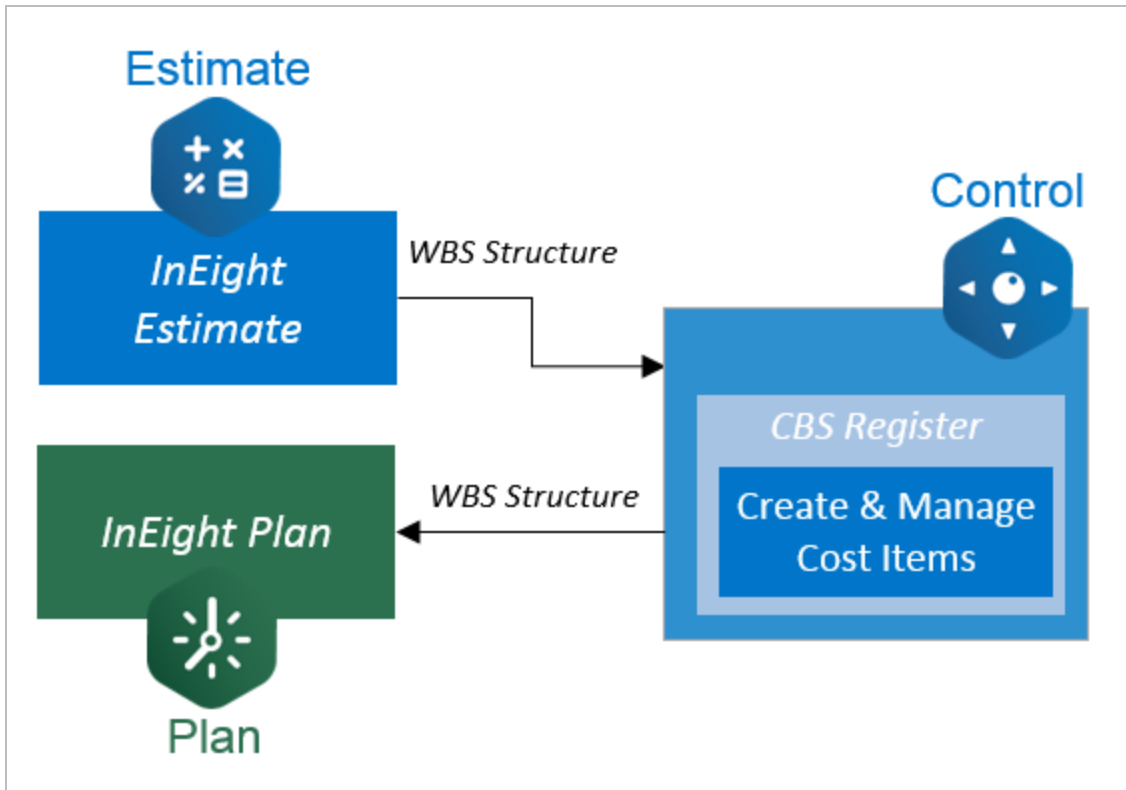 Estimate
InEight
Estimate
WBS Structure
Control
CBS Register
Create & Manage
Cost Items
WBS Structure
InEight Plan
Plan